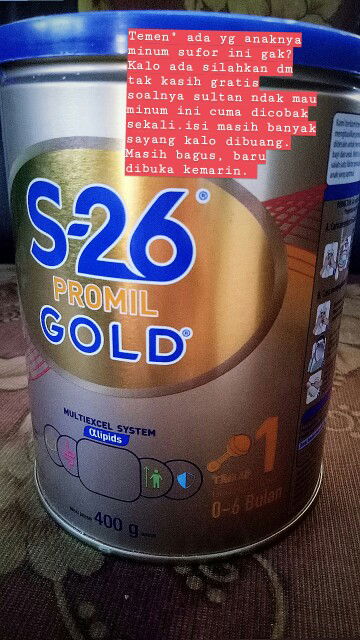 Temen" ada yg anaknya
minum sufor ini gak?
Kalo ada silahkan dm
tak kasih gratis
soalnya sultan ndak mau
minum ini cuma dicobak
sekali.isi masih banyak
sayang kalo dibuang.
Masih bagus, baru
dibuka kemarin.
S-26®
PROMIL
GOLD®
MULTIEXCEL SYSTEM
αlipids
1
0-6 Bulan
400 g